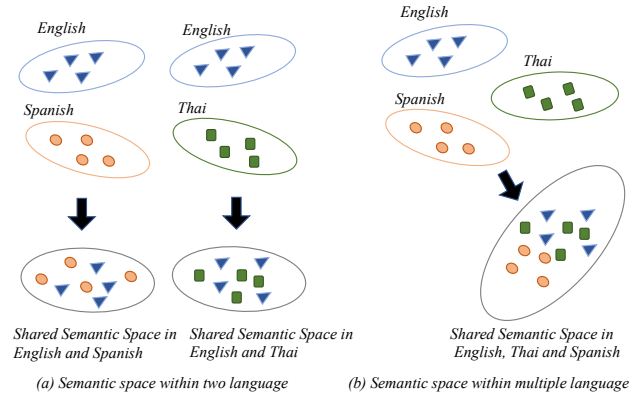 English
English
Spanish
Thai
Shared Semantic Space in
English and Spanish
Shared Semantic Space in
English and Thai
(a) Semantic space within two language
English
Thai
Spanish
Shared Semantic Space in
English, Thai and Spanish
(b) Semantic space within multiple language